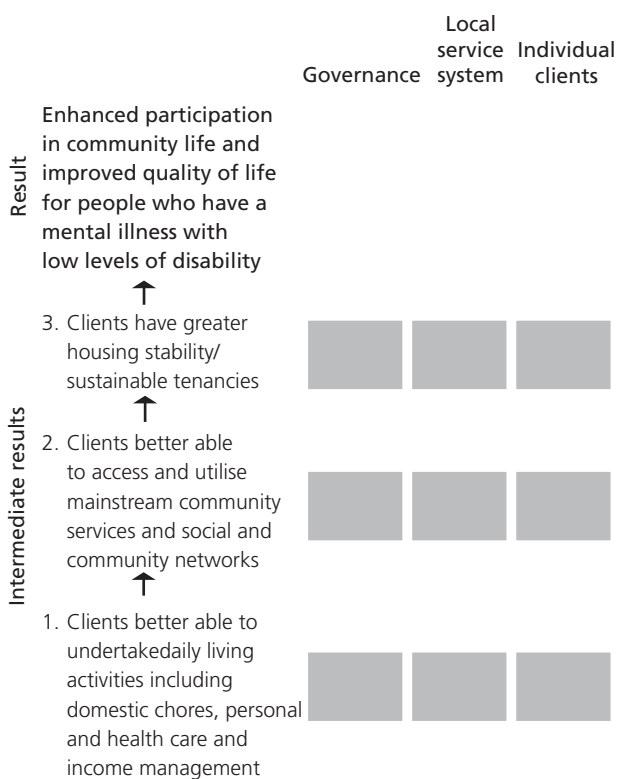 Governance
Local
service
system
Individual
clients
Result
Enhanced participation
in community life and
improved quality of life
for people who have a
mental illness with
low levels of disability
Intermediate results
3. Clients have greater
housing stability/
sustainable tenancies
2. Clients better able
to access and utilise
mainstream community
services and social and
community networks
1. Clients better able to
undertakedaily living
activities including
domestic chores, personal
and health care and
income management